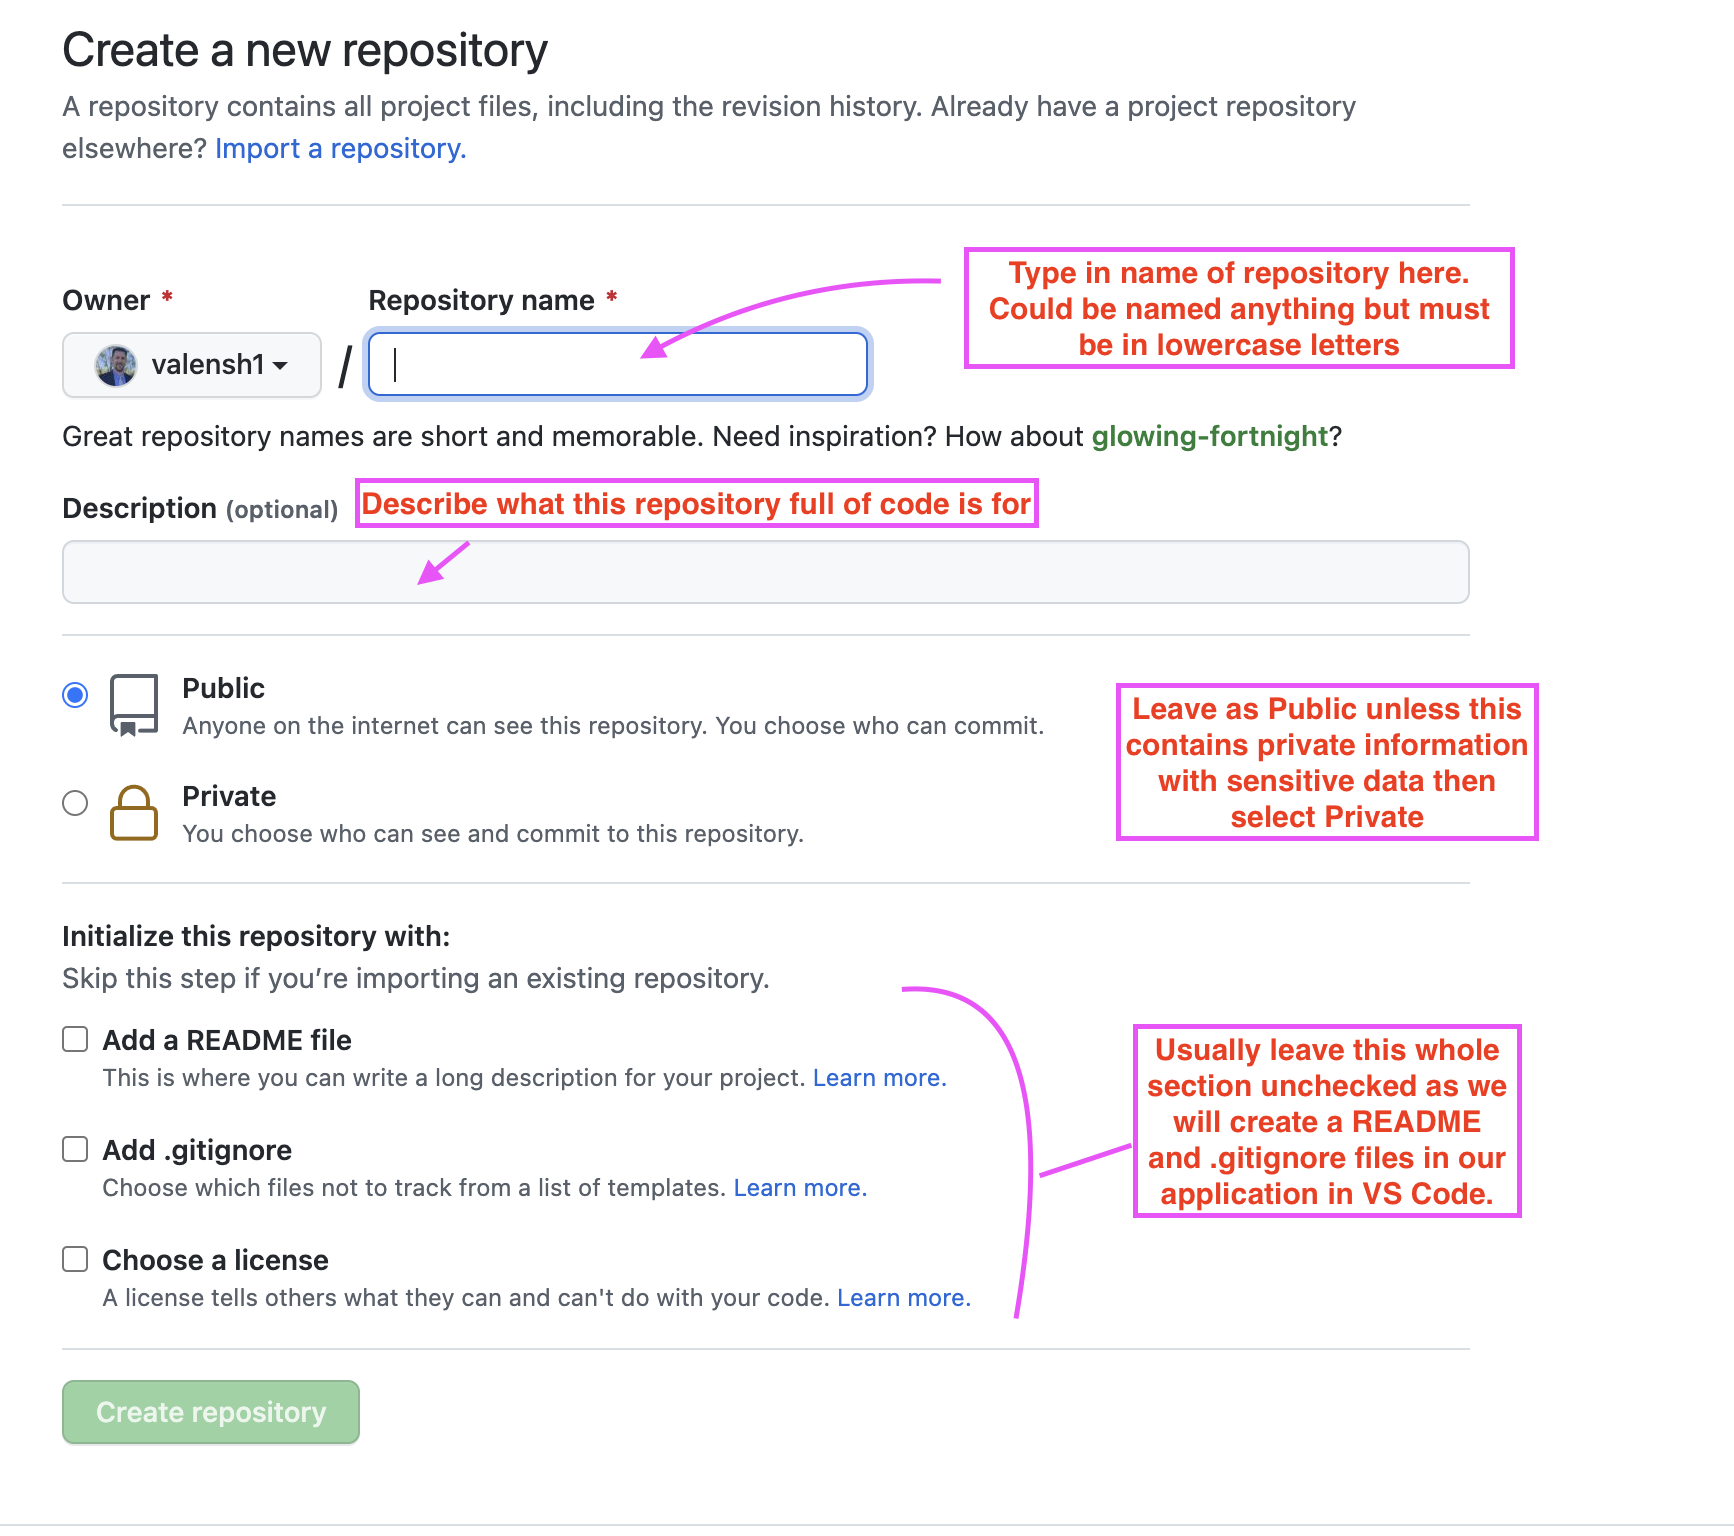 Create a new repository
A repository contains all project files, including the revision history. Already have a project repository
elsewhere? Import a repository.
Type in name of repository here.
Could be named anything but must
be in lowercase letters
Owner * Repository name *
valensh1 /
Great repository names are short and memorable. Need inspiration? How about glowing-fortnight?
Description (optional) Describe what this repository full of code is for
Public
Anyone on the internet can see this repository. You choose who can commit.
Private
You choose who can see and commit to this repository.
Leave as Public unless this
contains private information
with sensitive data then
select Private
Initialize this repository with:
Skip this step if you’re importing an existing repository.
Add a README file
This is where you can write a long description for your project. Learn more.
Add .gitignore
Choose which files not to track from a list of templates. Learn more.
Choose a license
A license tells others what they can and can't do with your code. Learn more.
Usually leave this whole
section unchecked as we
will create a README
and .gitignore files in our
application in VS Code.
Create repository